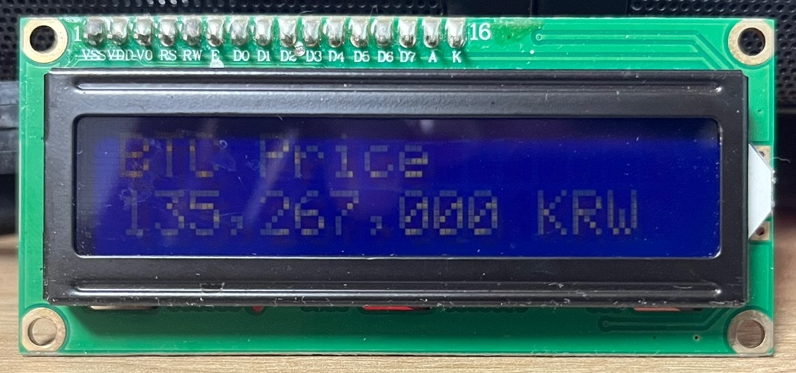 1 VSS VDD VO RS RW E D0 D1 D2 D3 D4 D5 D6 D7 A K 16
BTC Price
135,267,000 KRW